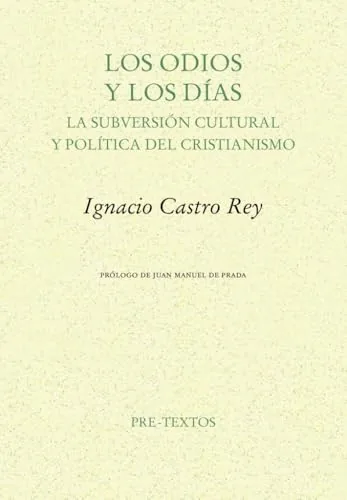 LOS ODIOS
Y LOS DÍAS
LA SUBVERSIÓN CULTURAL
Y POLÍTICA DEL CRISTIANISMO
Ignacio Castro Rey
PRÓLOGO DE JUAN MANUEL DE PRADA
PRE-TEXTOS